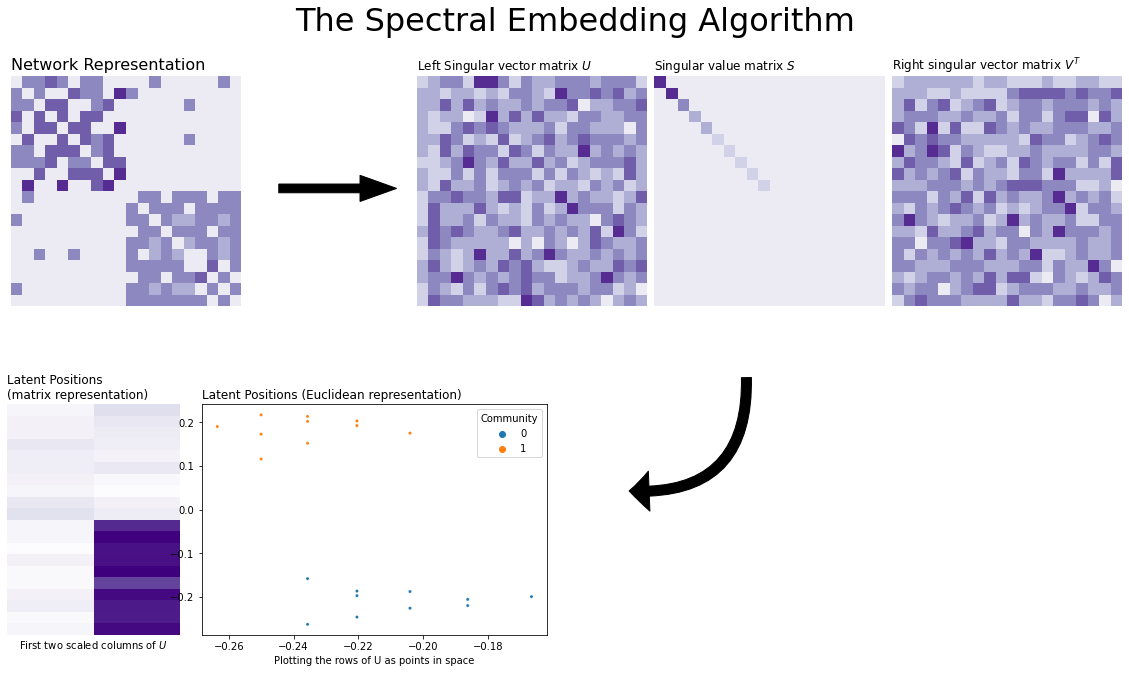 The Spectral Embedding Algorithm
Network Representation
Left Singular vector matrix U
Singular value matrix S
Right singular vector matrix V^T
Latent Positions
(matrix representation)
First two scaled columns of U
Latent Positions (Euclidean representation)
Community
0
1
0.2
0.1
0.0
−0.1
−0.2
−0.26
−0.24
−0.22
−0.20
−0.18
Plotting the rows of U as points in space